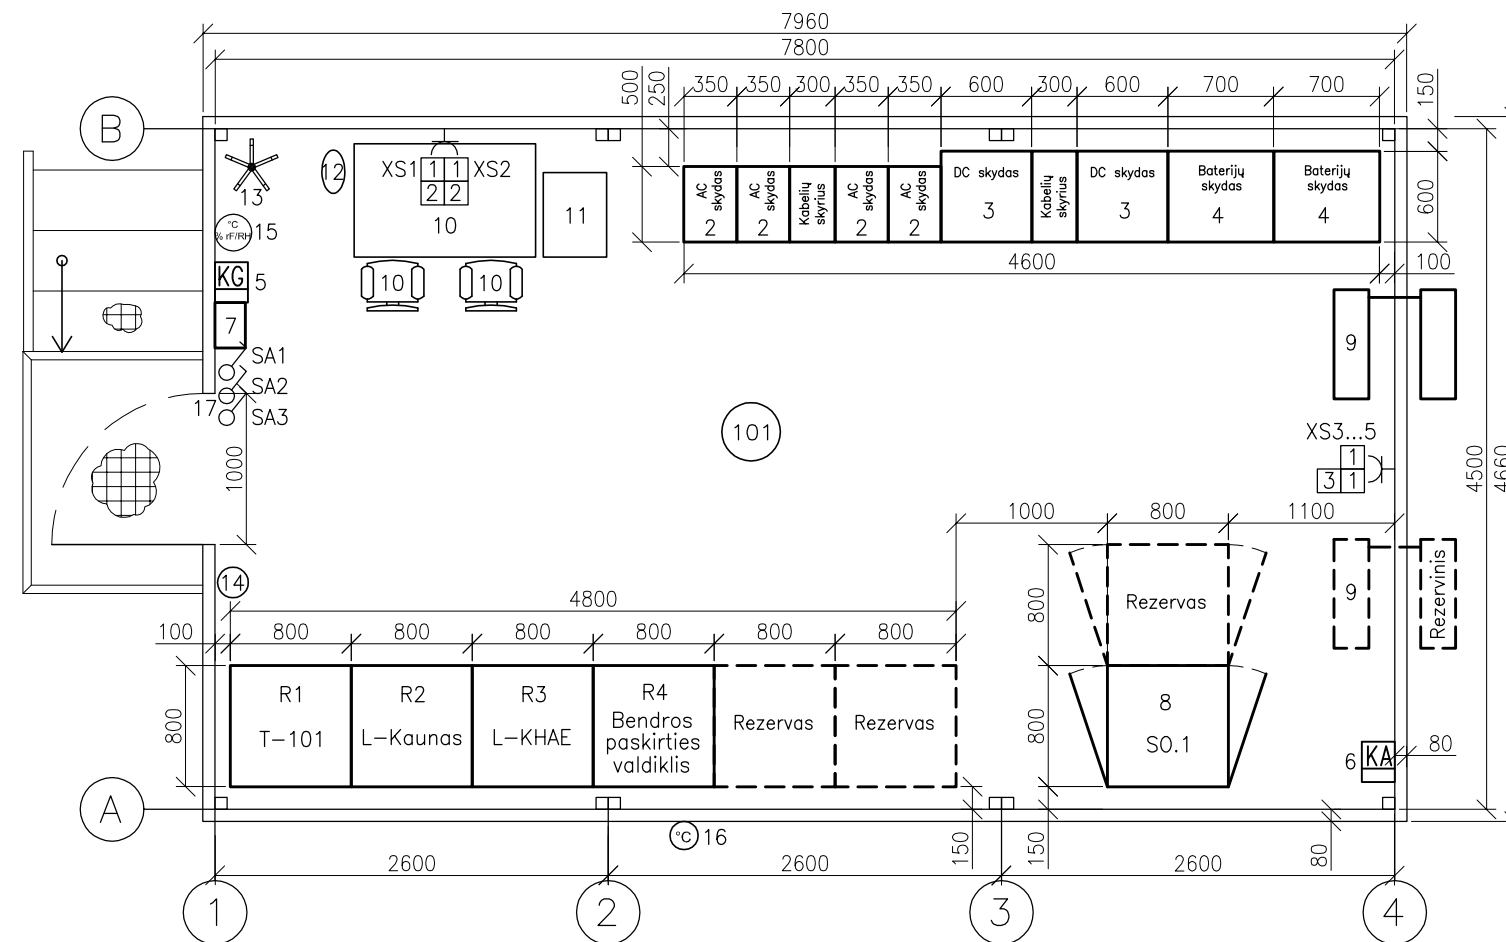 7960
7800
500
250
350
350
300
350
350
600
300
600
700
700
150
B
13
12
XS1
1
1
XS2
2
2
10
11
AC skydas
2
AC skydas
2
Kabelių skyrius
AC skydas
2
AC skydas
2
DC skydas
3
Kabelių skyrius
DC skydas
3
Baterijų
skydas
4
Baterijų
skydas
4
600
°C
% rF/RH
15
KG
5
10
10
4600
100
7
9
SA1
SA2
17
SA3
101
XS3...5
1
3
1
1000
4500
4660
1000
800
1100
14
4800
800
Rezervas
9
Rezervinis
100
800
800
800
800
800
800
800
R1
T-101
R2
L-Kaunas
R3
L-KHAE
R4
Bendros
paskirties
valdiklis
Rezervas
Rezervas
800
8
SO.1
6
KA
80
A
°C
16
150
150
80
2600
2600
2600
1
2
3
4